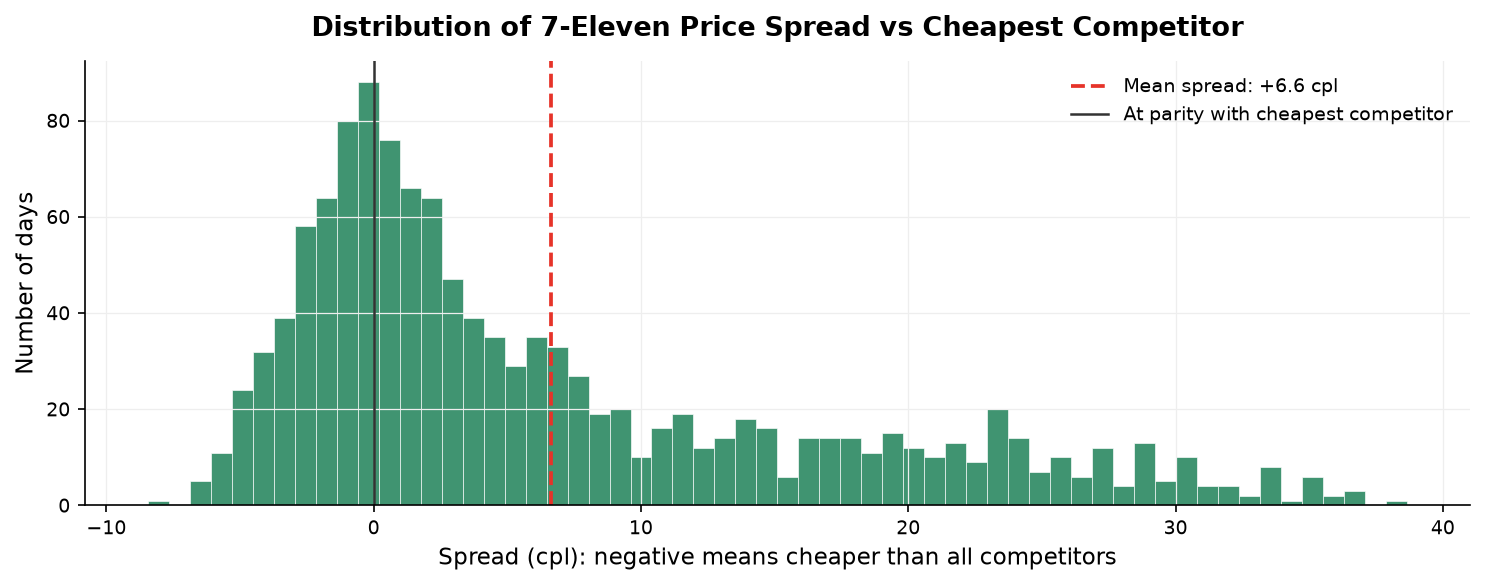 Distribution of 7-Eleven Price Spread vs Cheapest Competitor
Mean spread: +6.6 cpl
At parity with cheapest competitor
Number of days
80
60
40
20
0
−10 0 10 20 30 40
Spread (cpl): negative means cheaper than all competitors